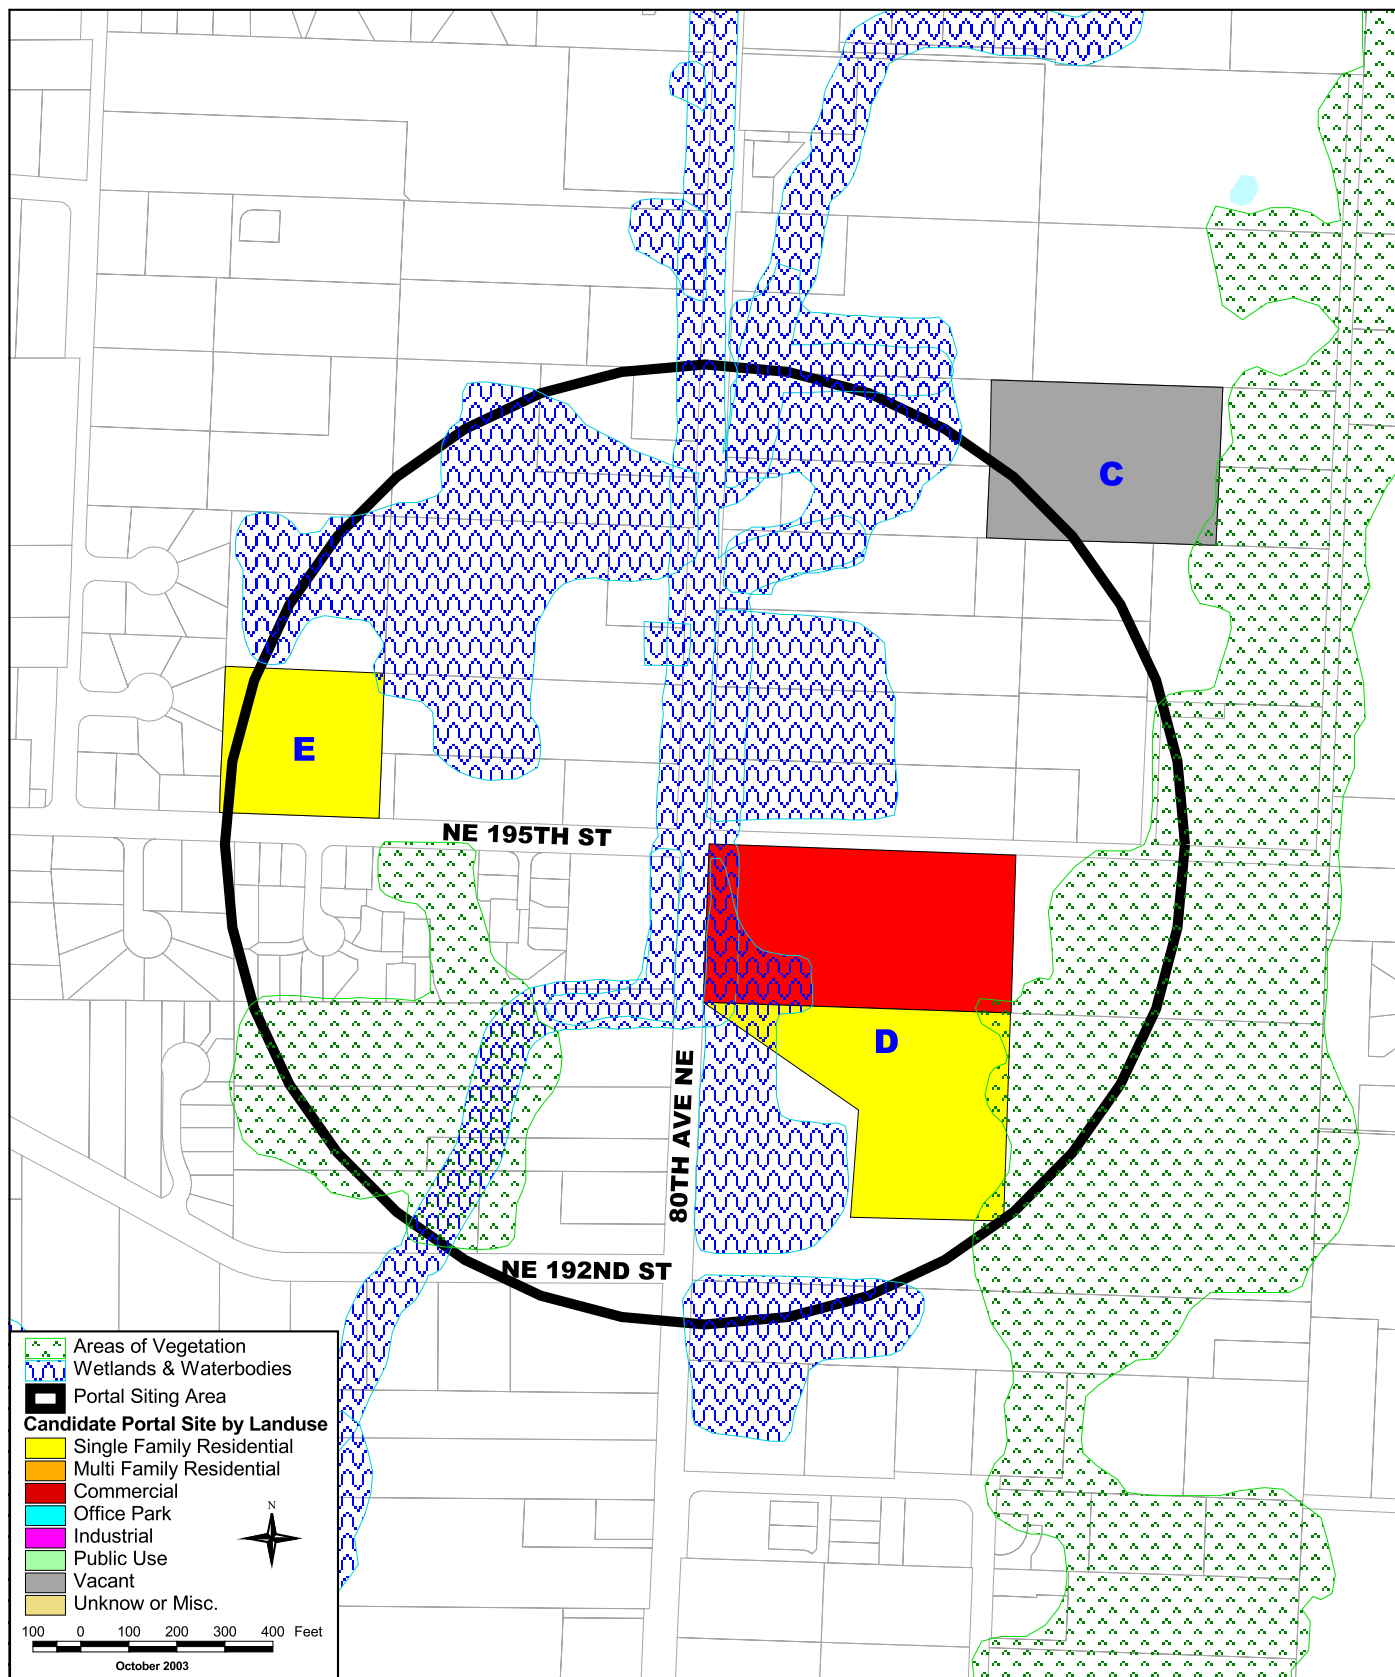 C
E
NE 195TH ST
D
80TH AVE NE
NE 192ND ST
Areas of Vegetation
Wetlands & Waterbodies
Portal Siting Area
Candidate Portal Site by Landuse
Single Family Residential
Multi Family Residential
Commercial
Office Park
Industrial
Public Use
Vacant
Unknow or Misc.
N
100 0 100 200 300 400 Feet
October 2003